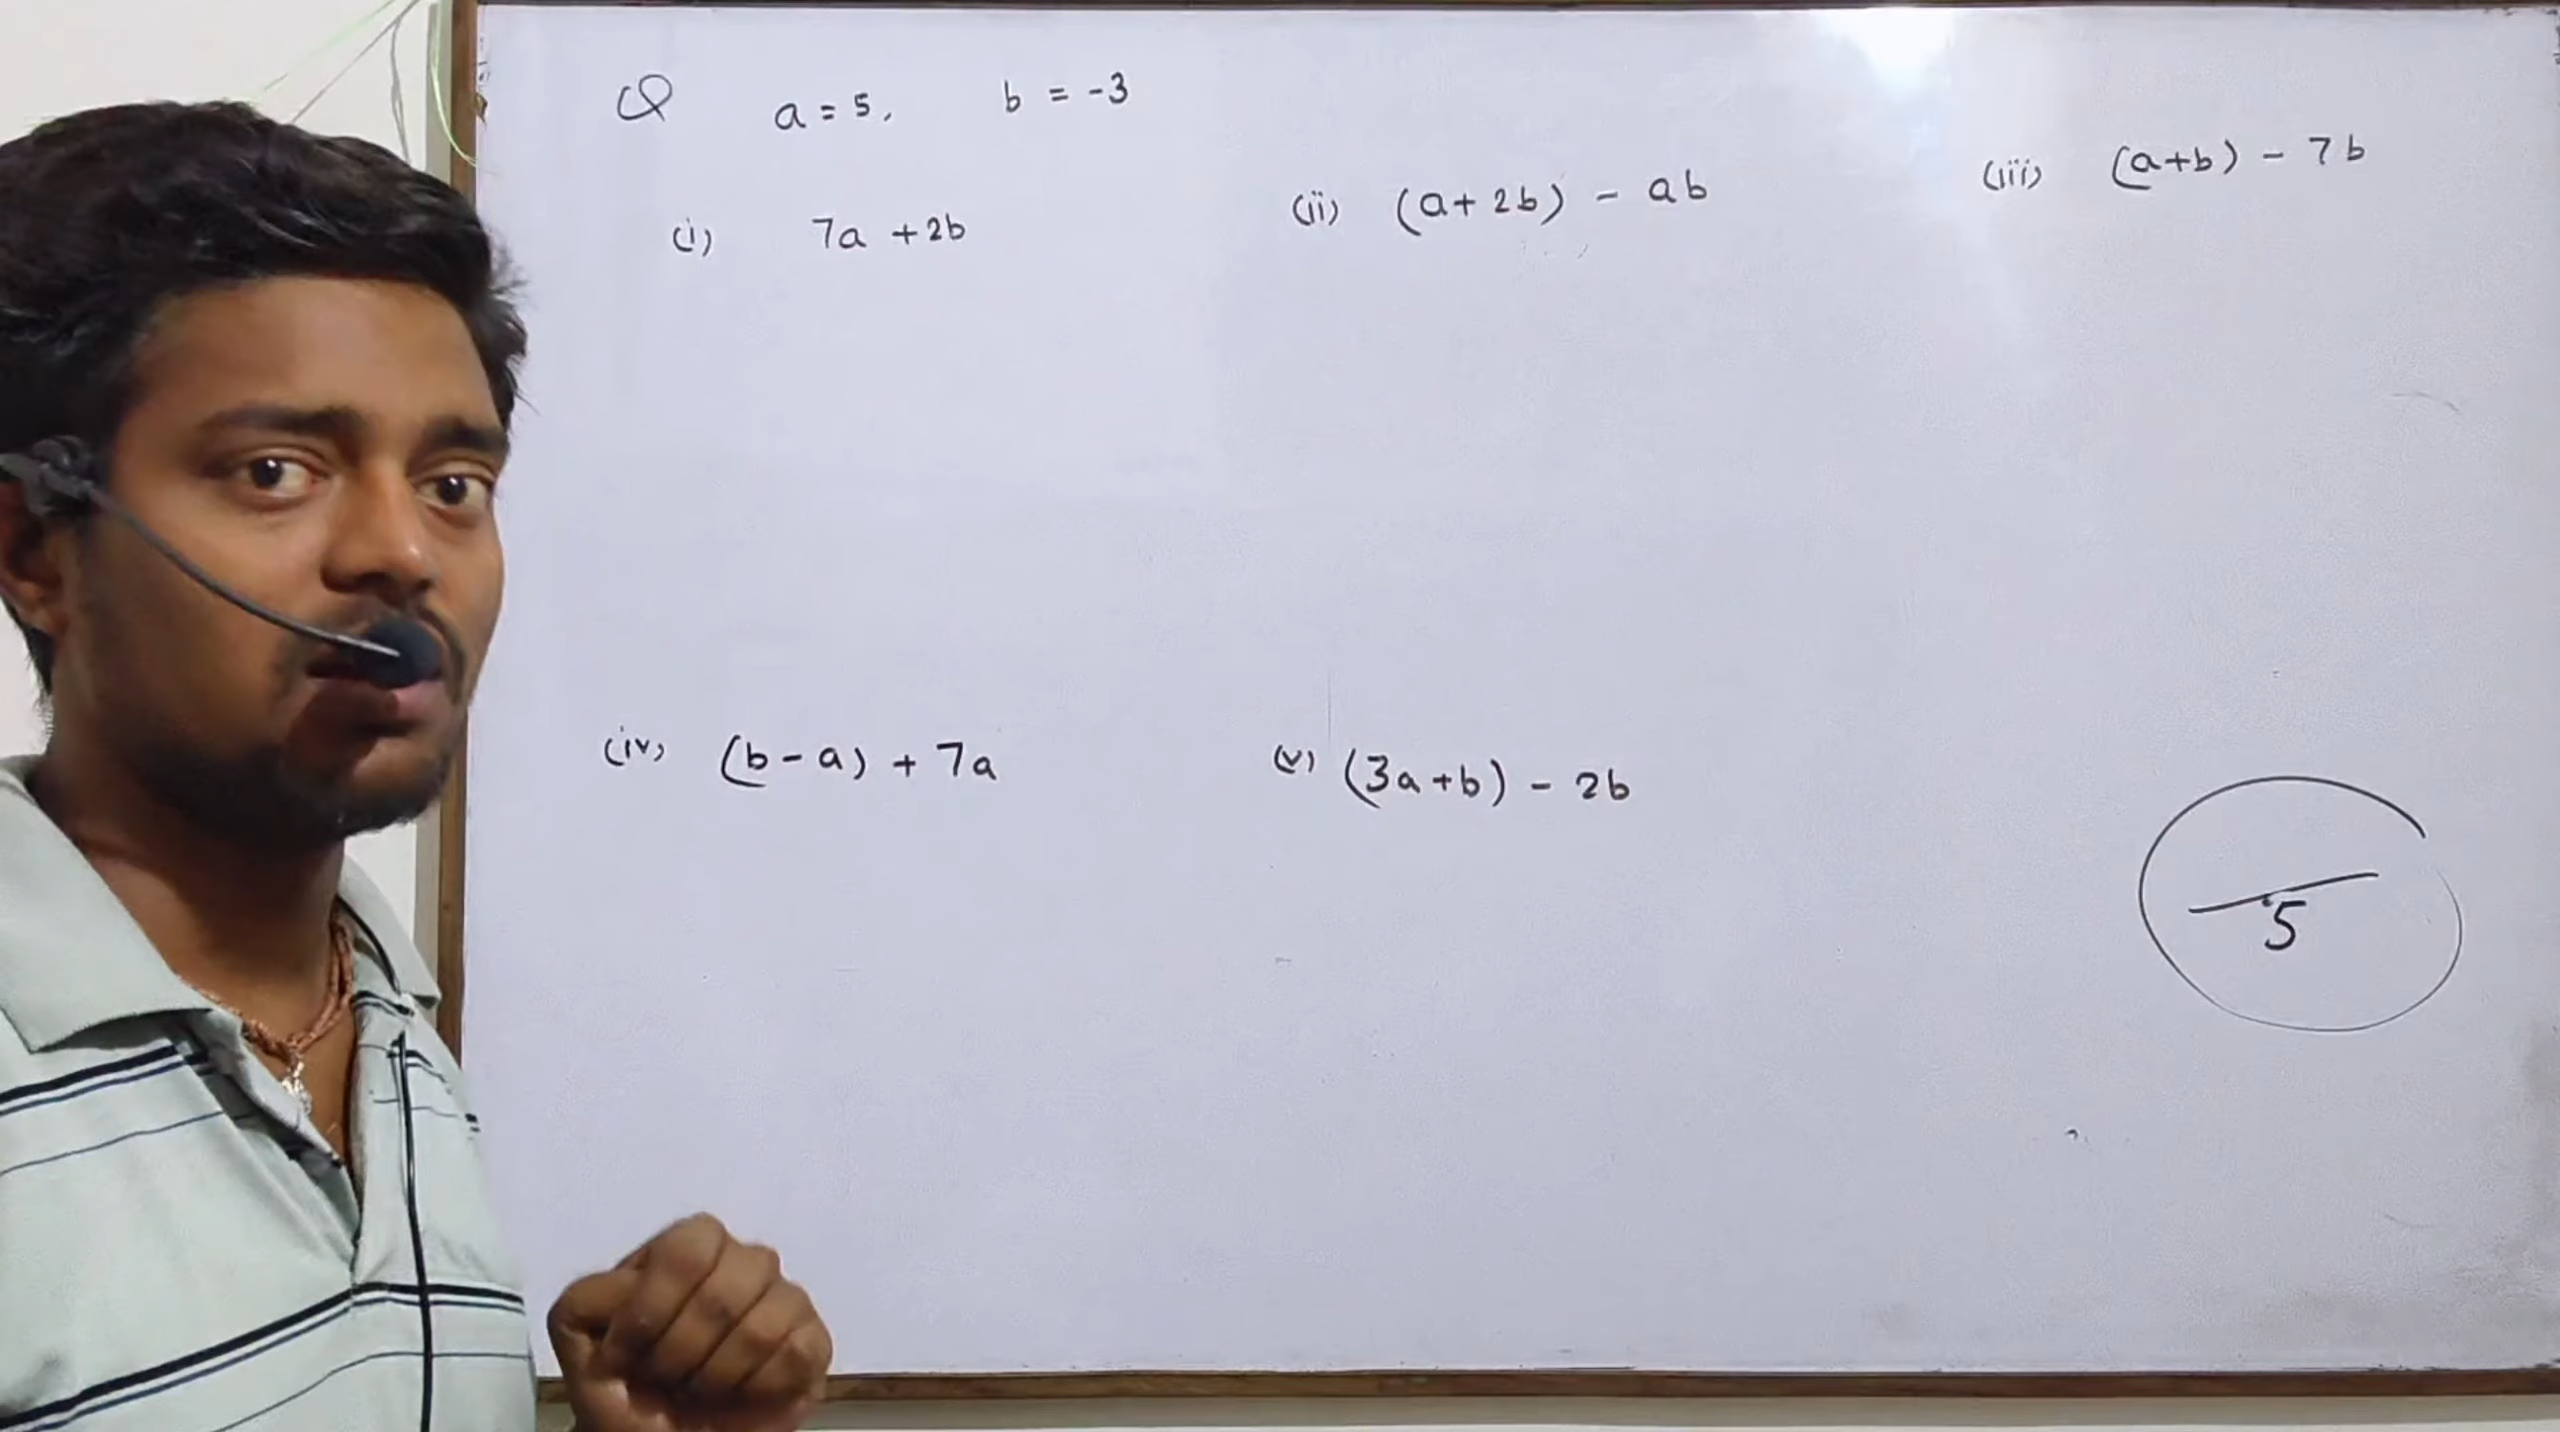 Q a = 5, b = -3
(i) 7a + 2b
(ii) (a + 2b) - ab
(iii) (a+b) - 7b
(iv) (b - a) + 7a
(v) (3a + b) - 2b
5